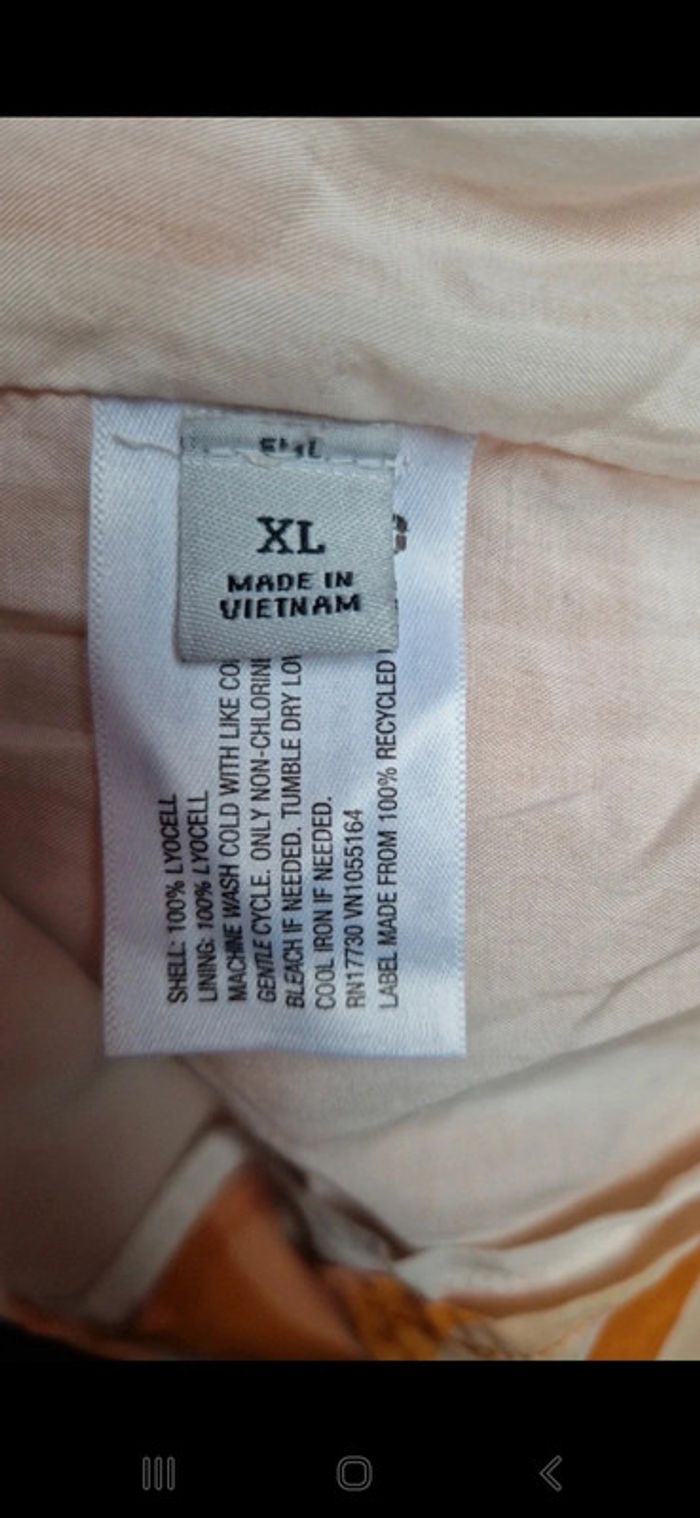 XL
MADE IN
VIETNAM
SHELL: 100% LYOCELL
LINING: 100% LYOCELL
MACHINE WASH COLD WITH LIKE
GENTLE CYCLE. ONLY NON-CHLORINE
BLEACH IF NEEDED. TUMBLE DRY
COOL IRON IF NEEDED.
RN17730 VN1055164
LABEL MADE FROM 100% RECYCLED